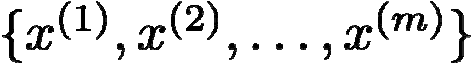 {x^{(1)}, x^{(2)}, ..., x^{(m)}}